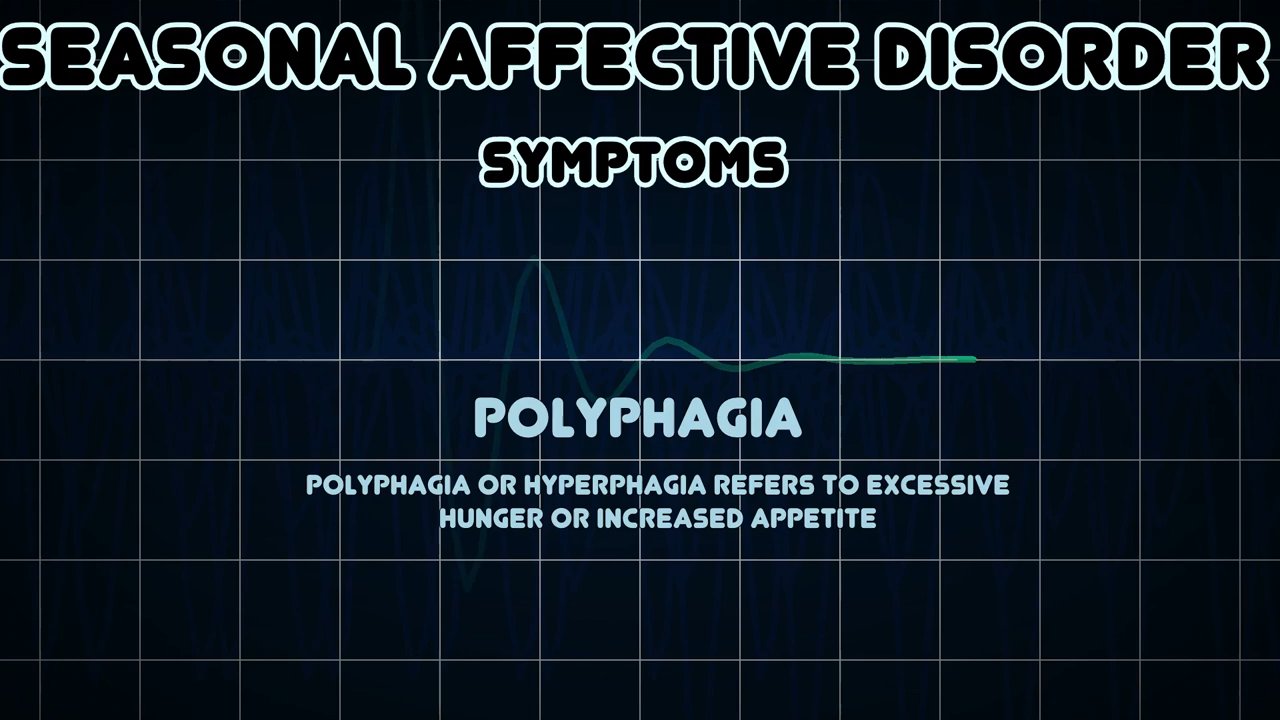 SEASONAL AFFECTIVE DISORDER
SYMPTOMS
POLYPHAGIA
POLYPHAGIA OR HYPERPHAGIA REFERS TO EXCESSIVE
HUNGER OR INCREASED APPETITE